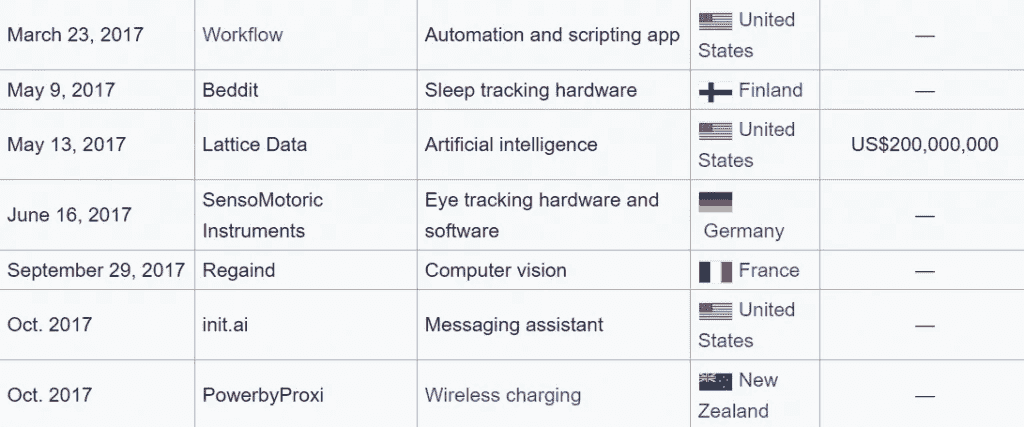 March 23, 2017 Workflow Automation and scripting app United
States —
May 9, 2017 Beddit Sleep tracking hardware Finland —
May 13, 2017 Lattice Data Artificial intelligence United
States US$200,000,000
June 16, 2017 SensoMotoric
Instruments Eye tracking hardware and
software Germany —
September 29, 2017 Regaind Computer vision France —
Oct. 2017 init.ai Messaging assistant United
States —
Oct. 2017 PowerbyProxi Wireless charging New
Zealand —